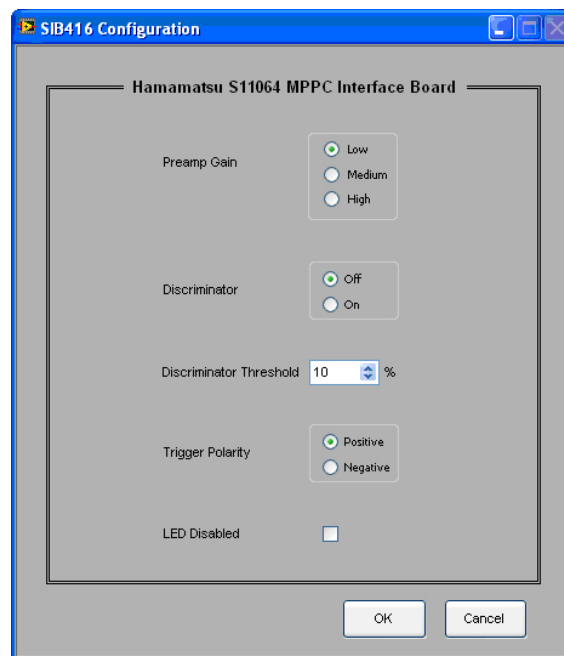 SIB416 Configuration
Hamamatsu S11064 MPPC Interface Board
Preamp Gain
Low
Medium
High
Discriminator
Off
On
Discriminator Threshold 10 %
Trigger Polarity
Positive
Negative
LED Disabled
OK Cancel